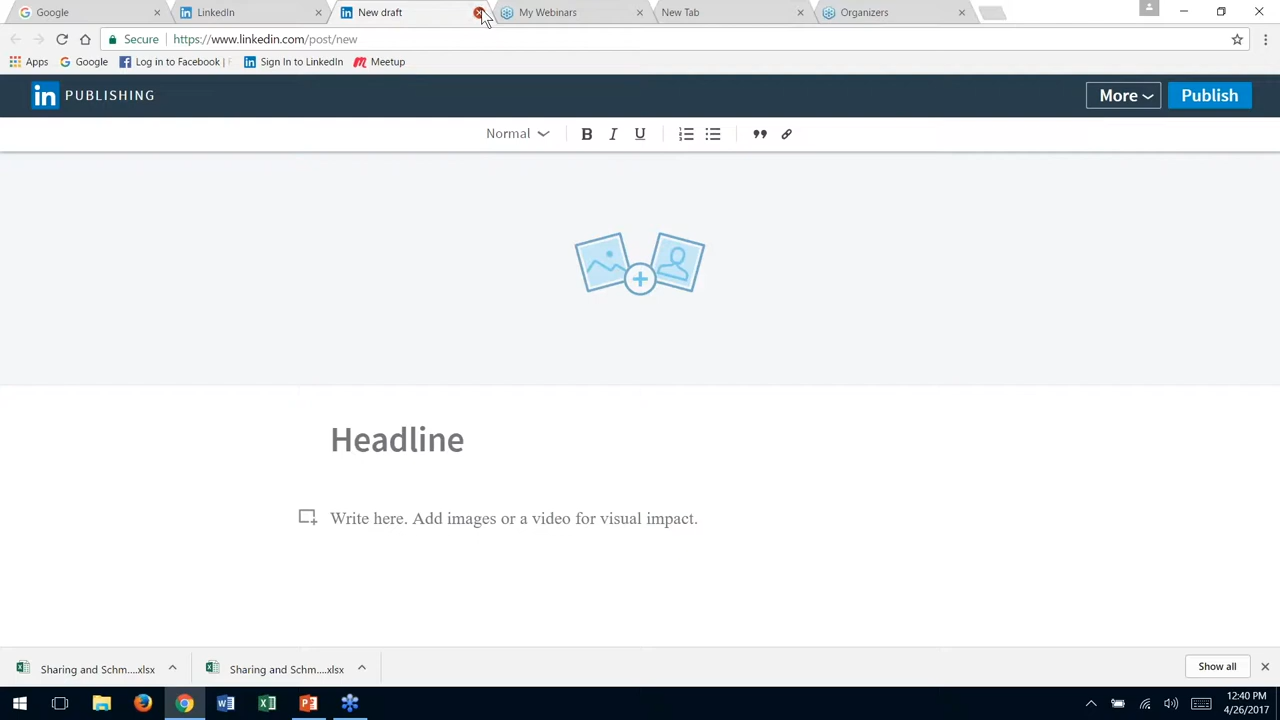 Google
LinkedIn
New draft
My Webinars
New Tab
Organizers
Secure https://www.linkedin.com/post/new
Apps Google Log in to Facebook | F Sign In to LinkedIn Meetup
in PUBLISHING
More Publish
Normal B I U
Headline
Write here. Add images or a video for visual impact.
Sharing and Schm....xlsx
Sharing and Schm....xlsx
Show all
12:40 PM
4/26/2017